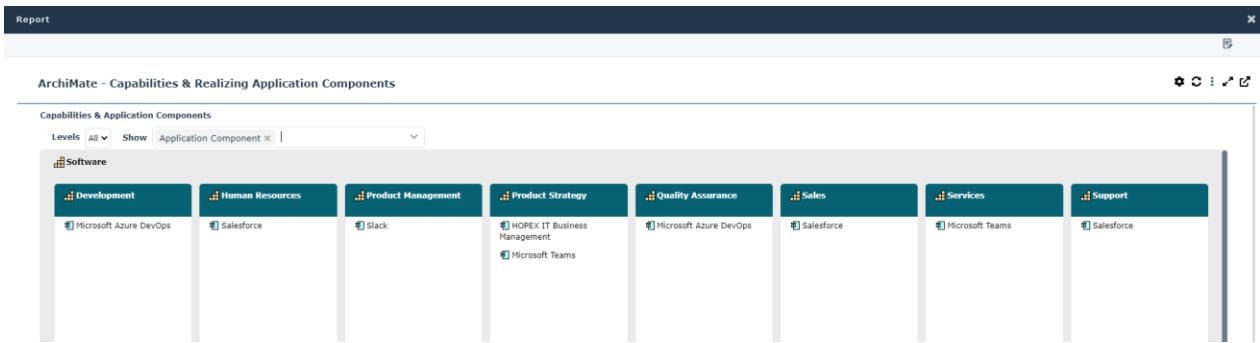 Report
ArchiMate - Capabilities & Realizing Application Components
Capabilities & Application Components
Levels All Show Application Component ×
Software
Development Human Resources Product Management Product Strategy Quality Assurance Sales Services Support
Microsoft Azure DevOps Salesforce Slack HOPEX IT Business Microsoft Azure DevOps Salesforce Microsoft Teams Salesforce
Management
Microsoft Teams